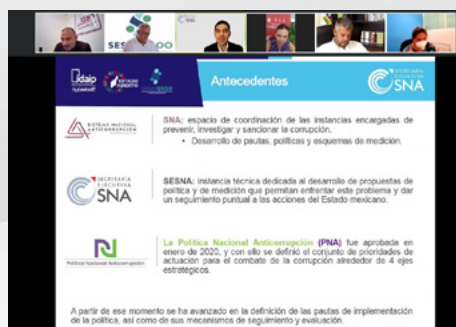 SNA
idaip
ESTADO
ABIERTO
Antecedentes
SECRETARÍA
EJECUTIVA
SNA
SISTEMA NACIONAL
ANTICORRUPCIÓN
SNA: espacio de coordinación de las instancias encargadas de
prevenir, investigar y sancionar la corrupción.
• Desarrollo de pautas, políticas y esquemas de medición.
SECRETARÍA
EJECUTIVA
SNA
SESNA: instancia técnica dedicada al desarrollo de propuestas de
política y de medición que permitan enfrentar este problema y dar
un seguimiento puntual a las acciones del Estado mexicano.
Política Nacional Anticorrupción
La Política Nacional Anticorrupción (PNA) fue aprobada en
enero de 2020, y con ello se definió el conjunto de prioridades de
actuación para el combate de la corrupción alrededor de 4 ejes
estratégicos.
A partir de ese momento se ha avanzado en la definición de las pautas de implementación
de la política, así como de sus mecanismos de seguimiento y evaluación.